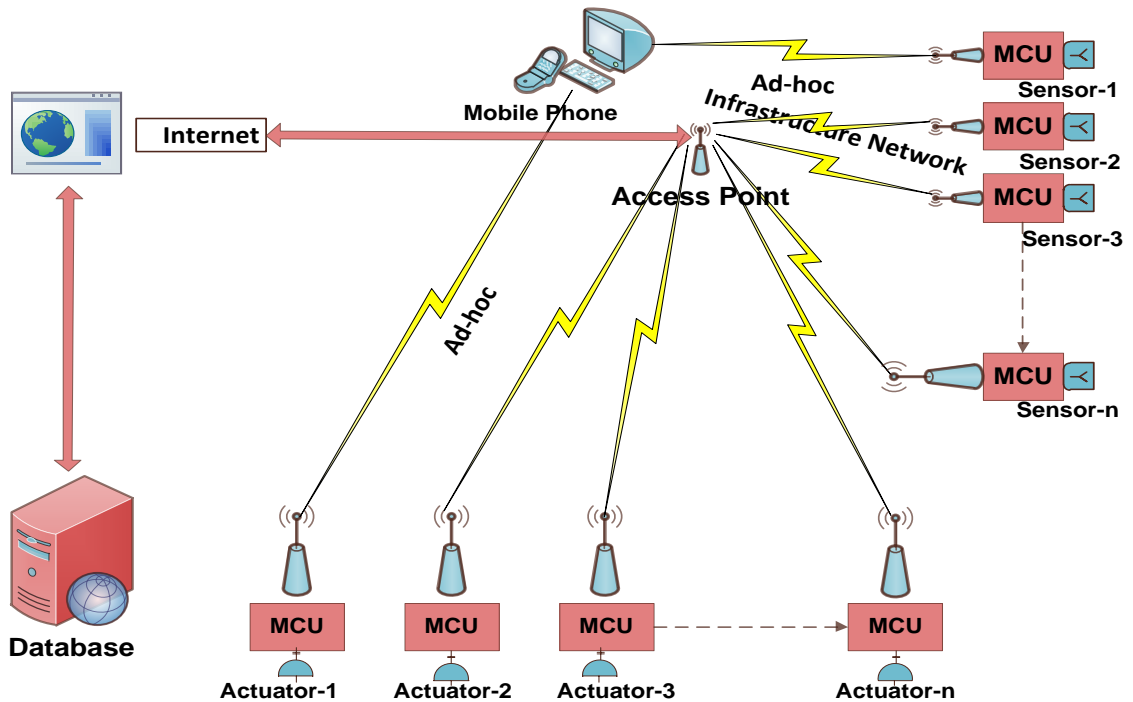 MCU
Sensor-1
Ad-hoc
Mobile Phone
Infrastructure Network
Internet
MCU
Sensor-2
Access Point
MCU
Sensor-3
Ad-hoc
MCU
Sensor-n
MCU
MCU
MCU
MCU
Database
Actuator-1
Actuator-2
Actuator-3
Actuator-n